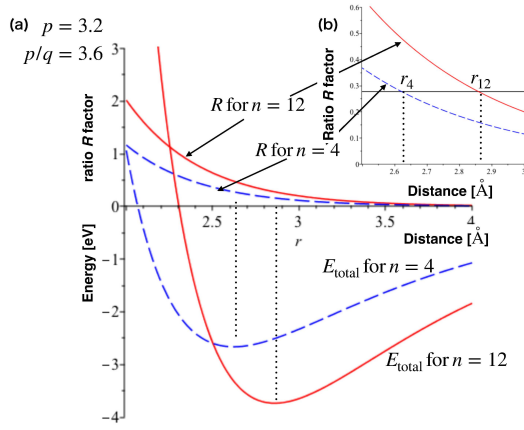 (a) p = 3.2
p/q = 3.6
3
2
1
0
-1
-2
-3
-4
ratio R factor
Energy [eV]
R for n = 12
R for n = 4
2.5
3
3.5
4
r
Distance [Å]
E_total for n = 4
E_total for n = 12
(b)
0.6
0.5
0.4
0.3
0.2
0.1
0
Ratio R factor
r_4
r_12
2.6
2.7
2.8
2.9
3
Distance [Å]